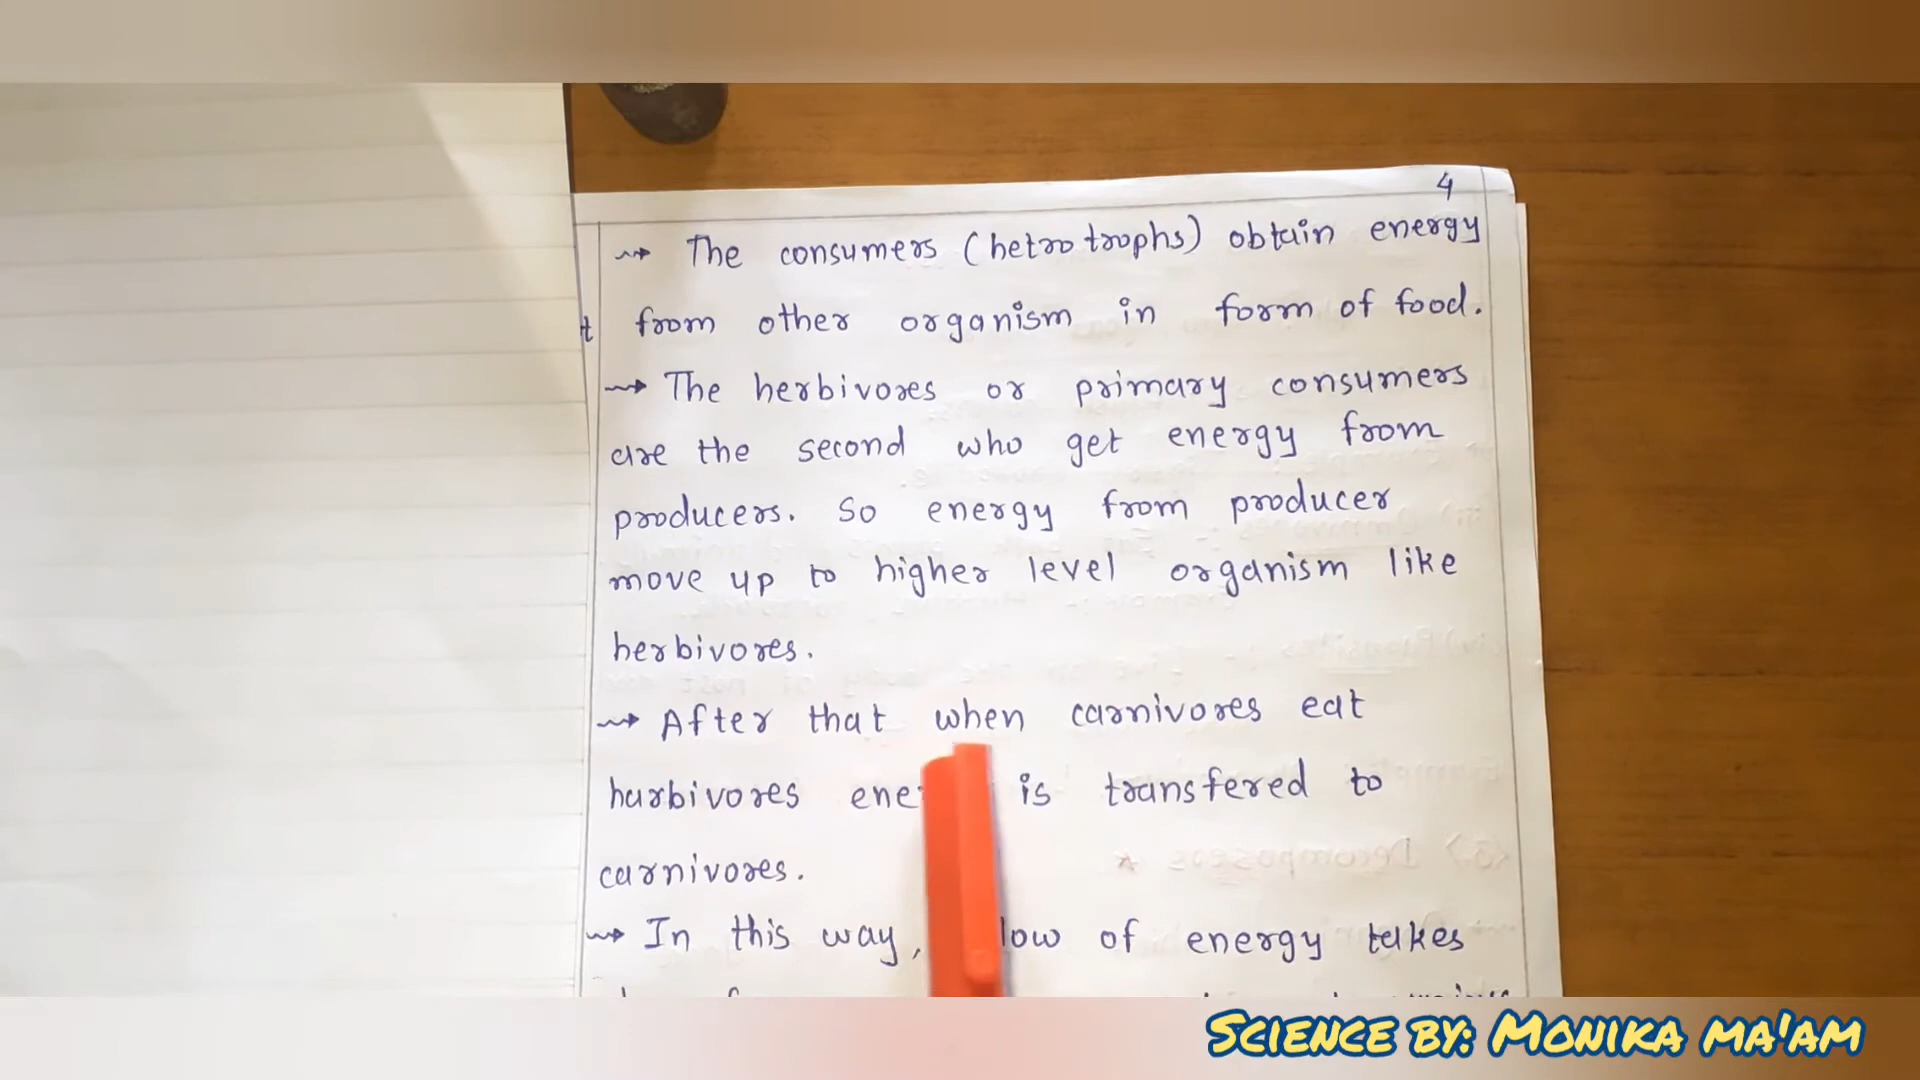 4
⇝ The consumers (hetrotrophs) obtain energy
t from other organism in form of food.
⇝ The herbivores or primary consumers
are the second who get energy from
producers. So energy from producer
move up to higher level organism like
herbivores.
⇝ After that when carnivores eat
harbivores ene is transfered to
carnivores.
⇝ In this way, low of energy takes
Science by: Monika ma'am